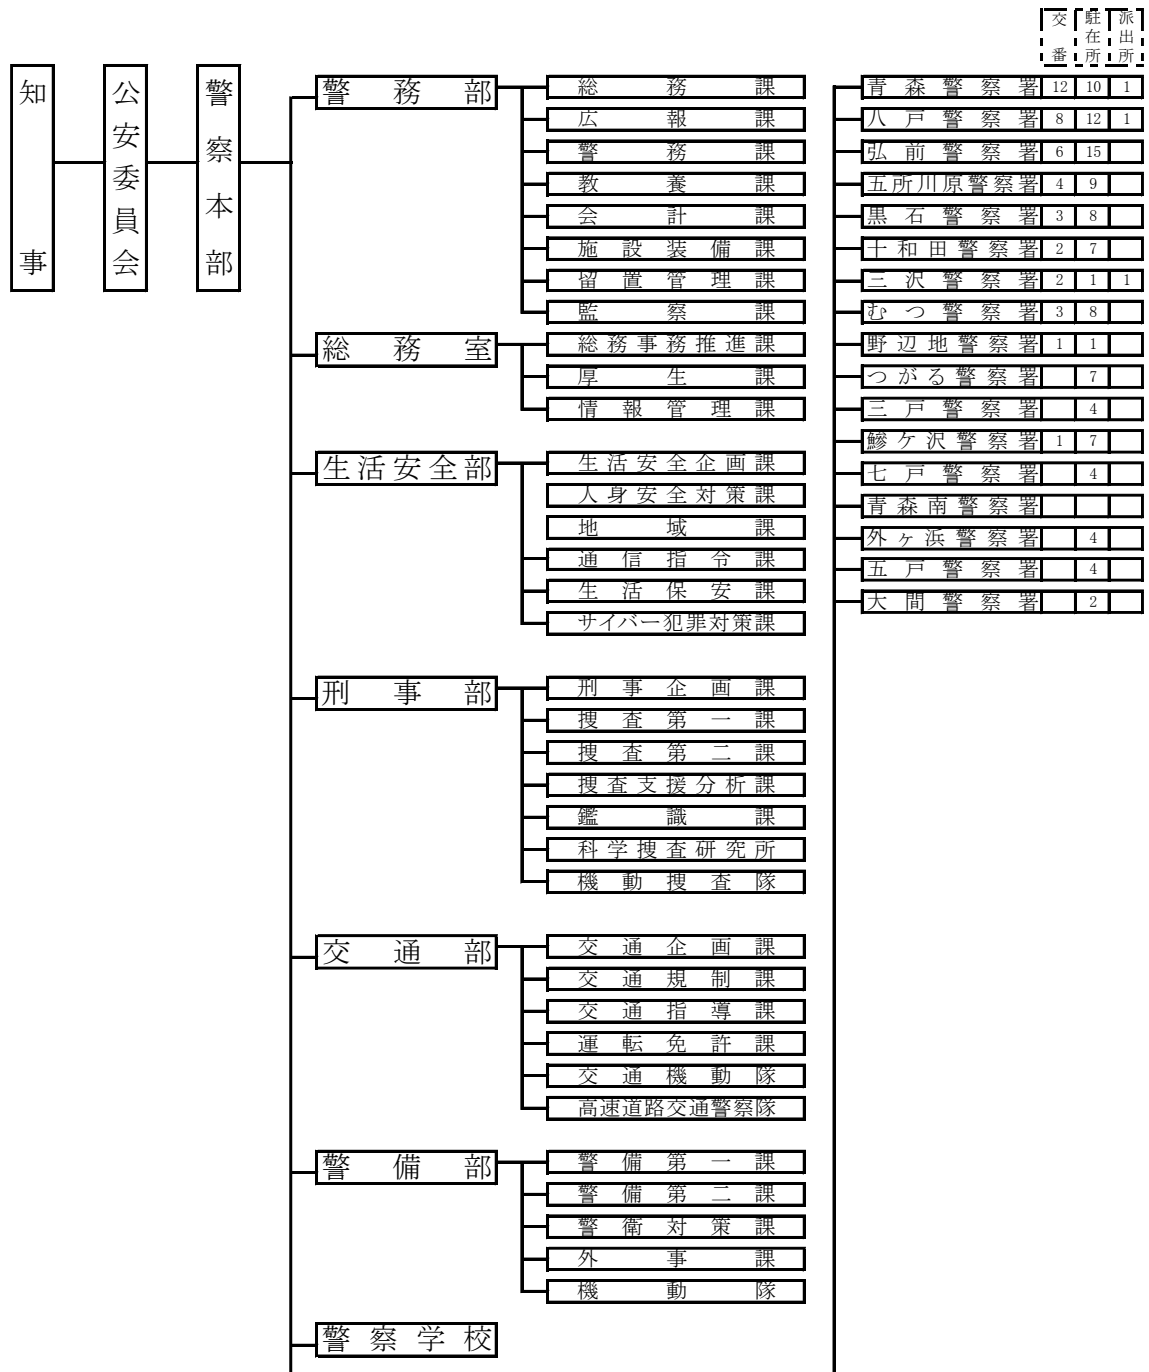 知事
公安委員会
警察本部
警務部
総務課
広報課
警務課
教養課
会計課
施設装備課
留置管理課
監察課
総務室
総務事務推進課
厚生課
情報管理課
生活安全部
生活安全企画課
人身安全対策課
地域課
通信指令課
生活保安課
サイバー犯罪対策課
刑事部
刑事企画課
捜査第一課
捜査第二課
捜査支援分析課
鑑識課
科学捜査研究所
機動捜査隊
交通部
交通企画課
交通規制課
交通指導課
運転免許課
交通機動隊
高速道路交通警察隊
警備部
警備第一課
警備第二課
警衛対策課
外事課
機動隊
警察学校
交番 駐在所 派出所
青森警察署 12 10 1
八戸警察署 8 12 1
弘前警察署 6 15
五所川原警察署 4 9
黒石警察署 3 8
十和田警察署 2 7
三沢警察署 2 1 1
むつ警察署 3 8
野辺地警察署 1 1
つがる警察署 7
三戸警察署 4
鰺ケ沢警察署 1 7
七戸警察署 4
青森南警察署
外ヶ浜警察署 4
五戸警察署 4
大間警察署 2